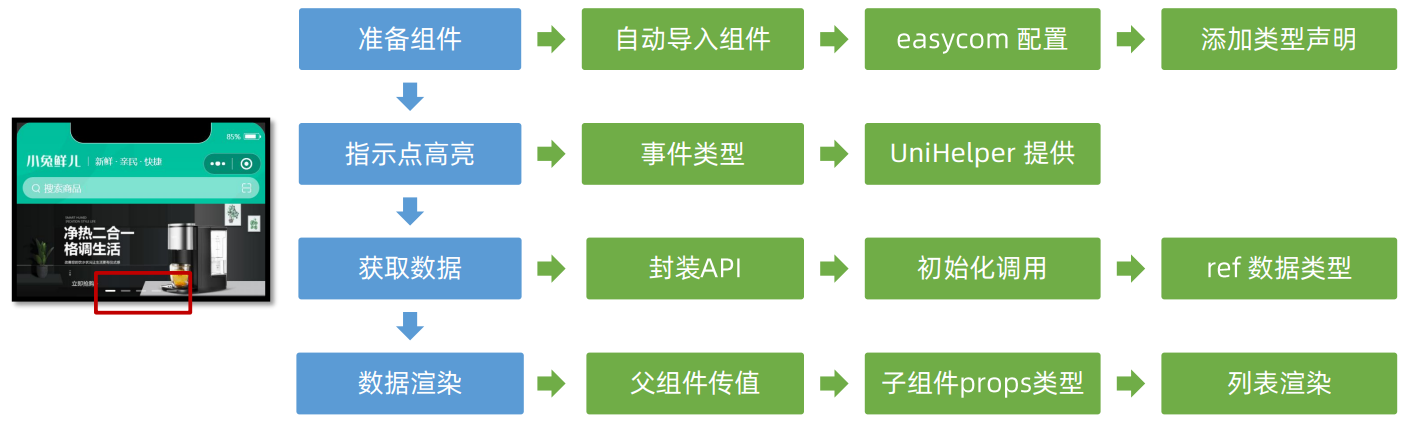 准备组件
自动导入组件
easycom 配置
添加类型声明
85%
小兔鲜儿
新鲜·亲民·快捷
搜索商品
净热二合一
格调生活
指示点高亮
事件类型
UniHelper 提供
获取数据
封装API
初始化调用
ref 数据类型
数据渲染
父组件传值
子组件props类型
列表渲染